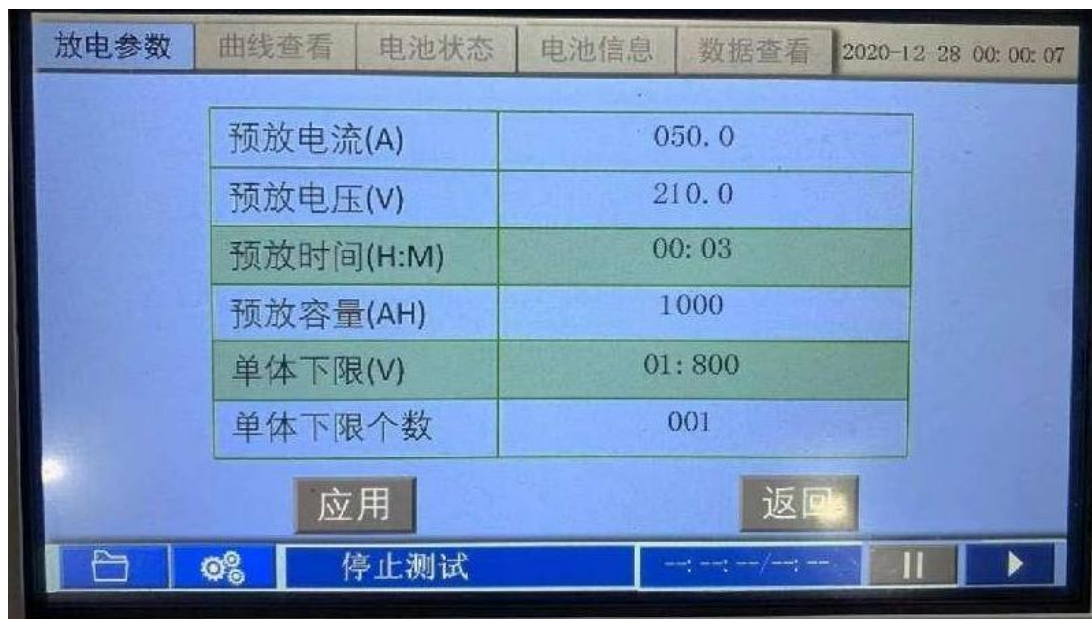 放电参数 曲线查看 电池状态 电池信息 数据查看 2020-12-28 00:00:07
预放电流(A) 050.0
预放电压(V) 210.0
预放时间(H:M) 00:03
预放容量(AH) 1000
单体下限(V) 01:800
单体下限个数 001
应用 返回
停止测试 --:--:--/--:--